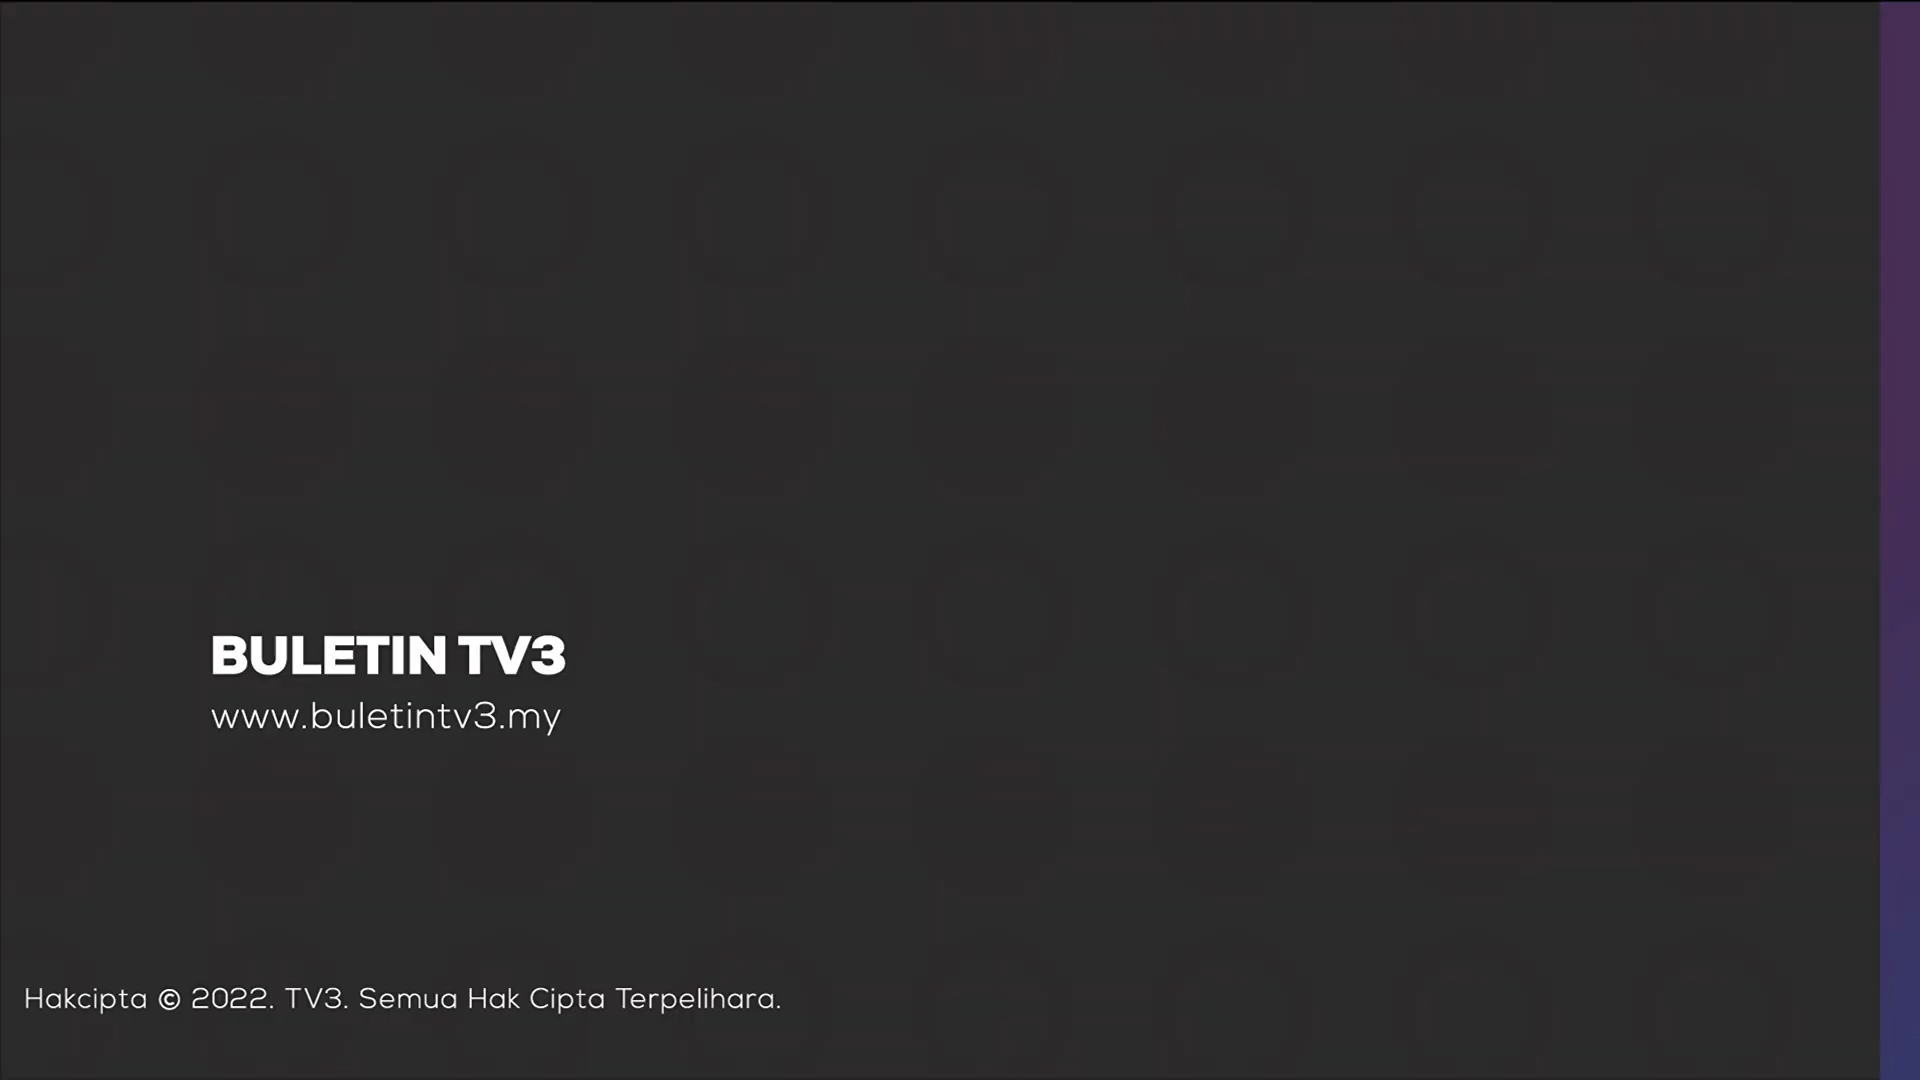 BULETIN TV3
www.buletintv3.my
Hakcipta © 2022. TV3. Semua Hak Cipta Terpelihara.